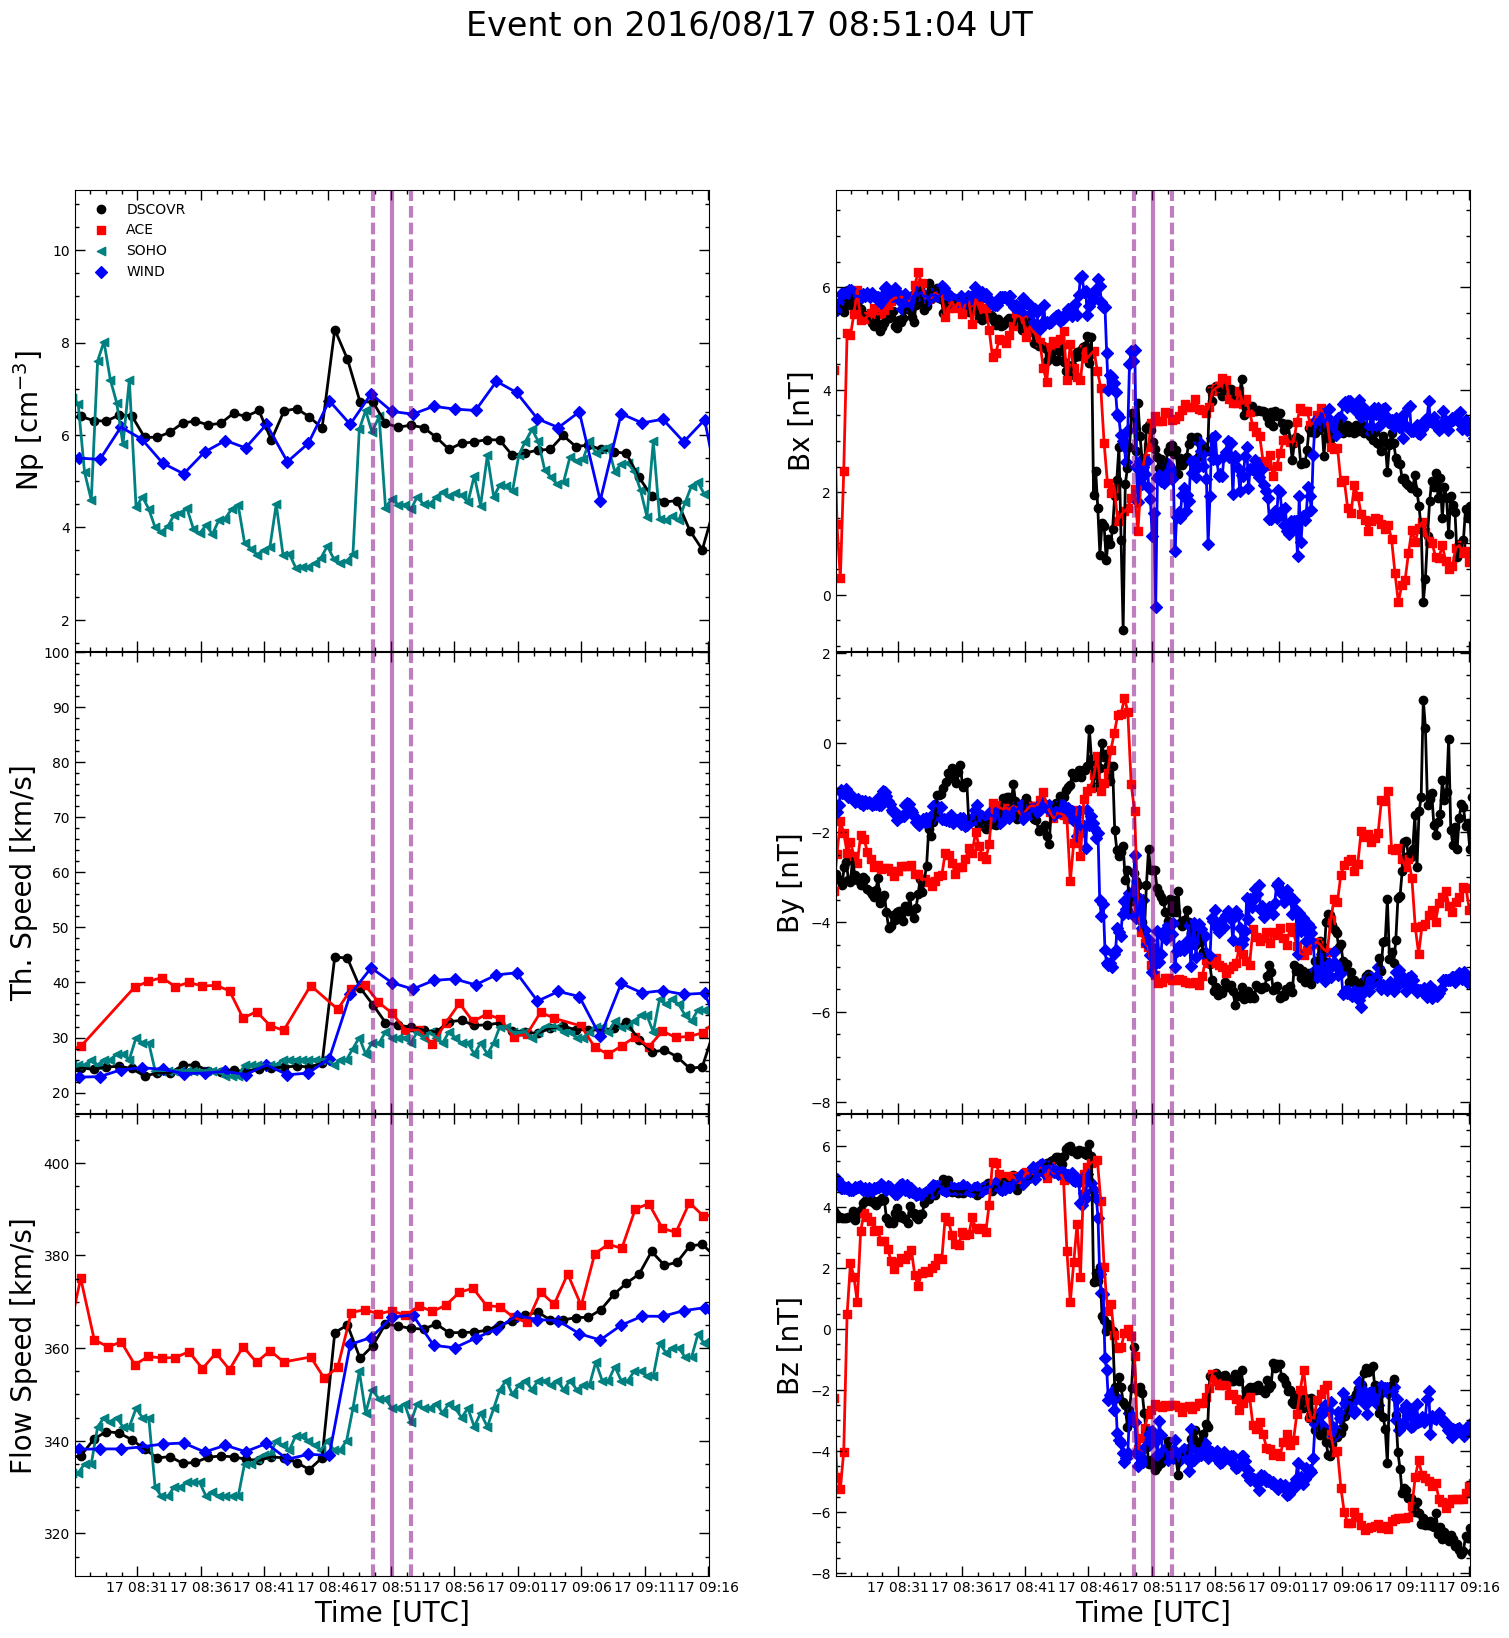 Event on 2016/08/17 08:51:04 UT
DSCOVR
ACE
SOHO
WIND
Np [cm⁻³]
10
8
6
4
2
Th. Speed [km/s]
100
90
80
70
60
50
40
30
20
Flow Speed [km/s]
400
380
360
340
320
17 08:31 17 08:36 17 08:41 17 08:46 17 08:51 17 08:56 17 09:01 17 09:06 17 09:11 17 09:16
Time [UTC]
Bx [nT]
6
4
2
0
By [nT]
2
0
−2
−4
−6
−8
Bz [nT]
6
4
2
0
−2
−4
−6
−8
17 08:31 17 08:36 17 08:41 17 08:46 17 08:51 17 08:56 17 09:01 17 09:06 17 09:11 17 09:16
Time [UTC]